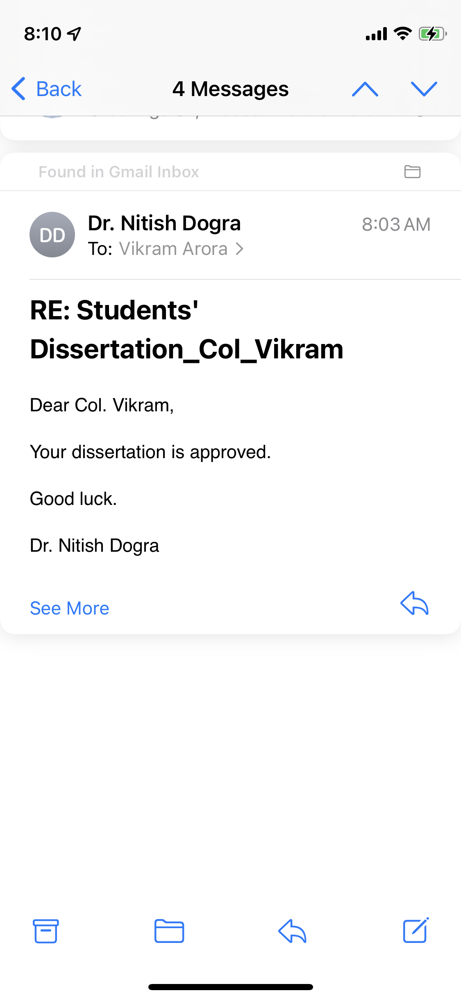 8:10
Back
4 Messages
Found in Gmail Inbox
DD
Dr. Nitish Dogra
8:03 AM
To: Vikram Arora
RE: Students'
Dissertation_Col_Vikram
Dear Col. Vikram,
Your dissertation is approved.
Good luck.
Dr. Nitish Dogra
See More